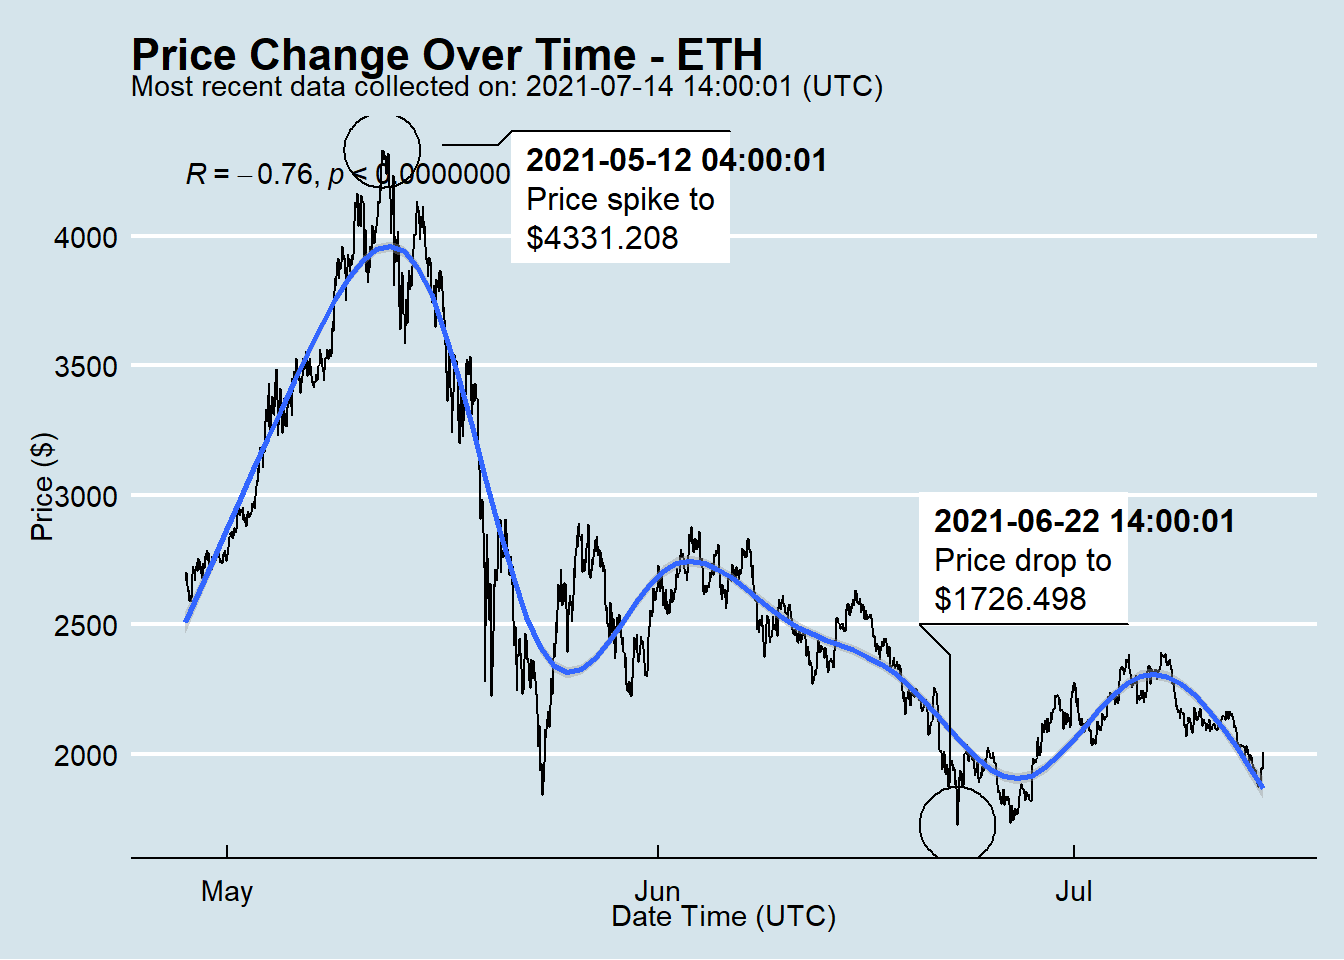 Price Change Over Time - ETH
Most recent data collected on: 2021-07-14 14:00:01 (UTC)
R = −0.76, p < 0.0000000
2021-05-12 04:00:01
Price spike to
$4331.208
4000
3500
3000
2500
2000
Price ($)
2021-06-22 14:00:01
Price drop to
$1726.498
May
Jun
Jul
Date Time (UTC)